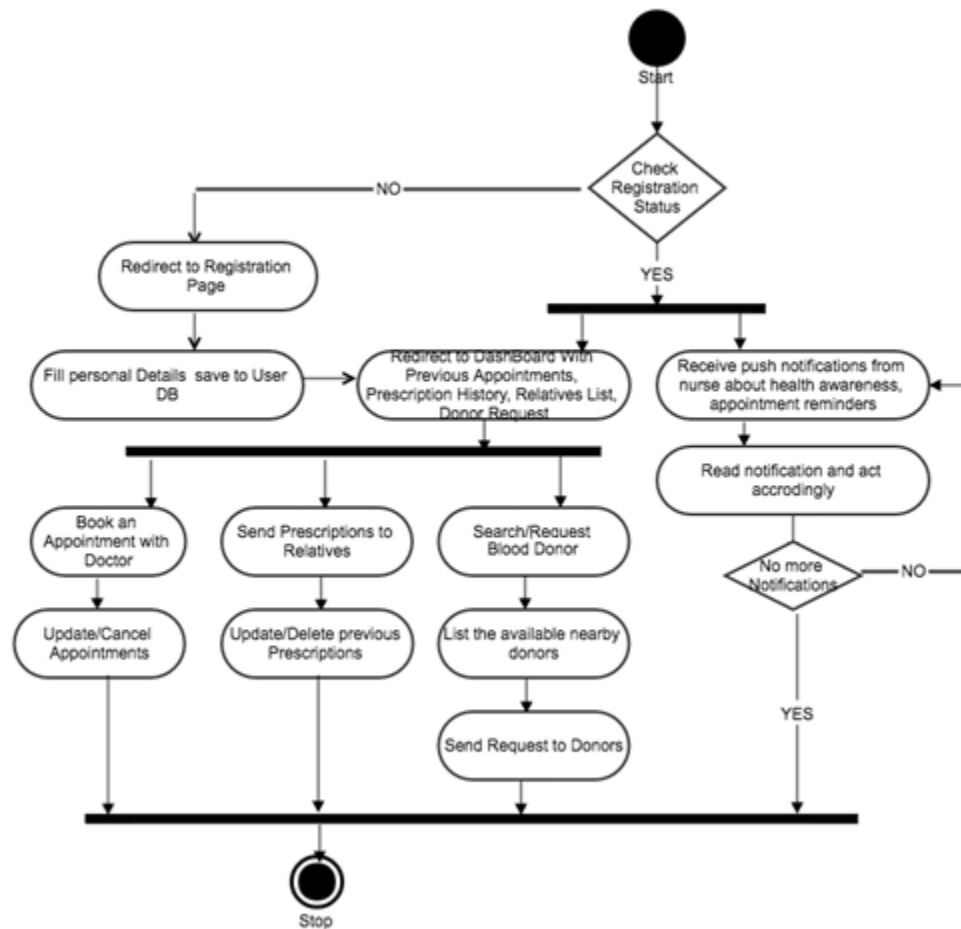 Start
Check
Registration
Status
NO
YES
Redirect to Registration
Page
Fill personal Details save to User
DB
Redirect to DashBoard With
Previous Appointments,
Prescription History, Relatives List,
Donor Request
Receive push notifications from
nurse about health awareness,
appointment reminders
Read notification and act
accrodingly
Book an
Appointment with
Doctor
Send Prescriptions to
Relatives
Search/Request
Blood Donor
No more
Notifications
NO
Update/Cancel
Appointments
Update/Delete previous
Prescriptions
List the available nearby
donors
YES
Send Request to Donors
Stop